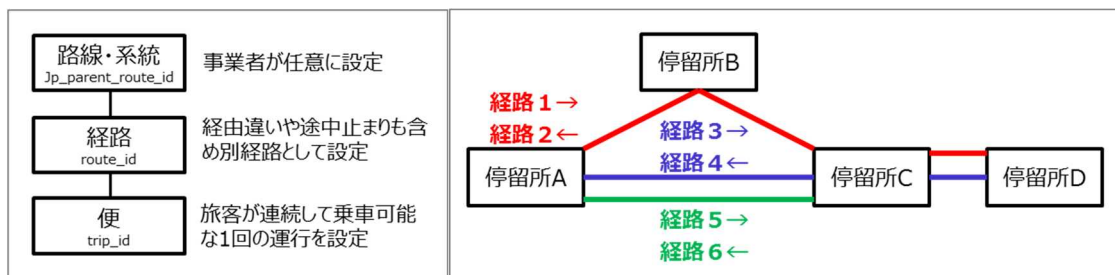 路線・系統
Jp_parent_route_id
事業者が任意に設定
経路
route_id
経由違いや途中止まりも含
め別経路として設定
便
trip_id
旅客が連続して乗車可能
な1回の運行を設定
停留所B
経路1→
経路2←
経路3→
経路4←
停留所A
停留所C
停留所D
経路5→
経路6←